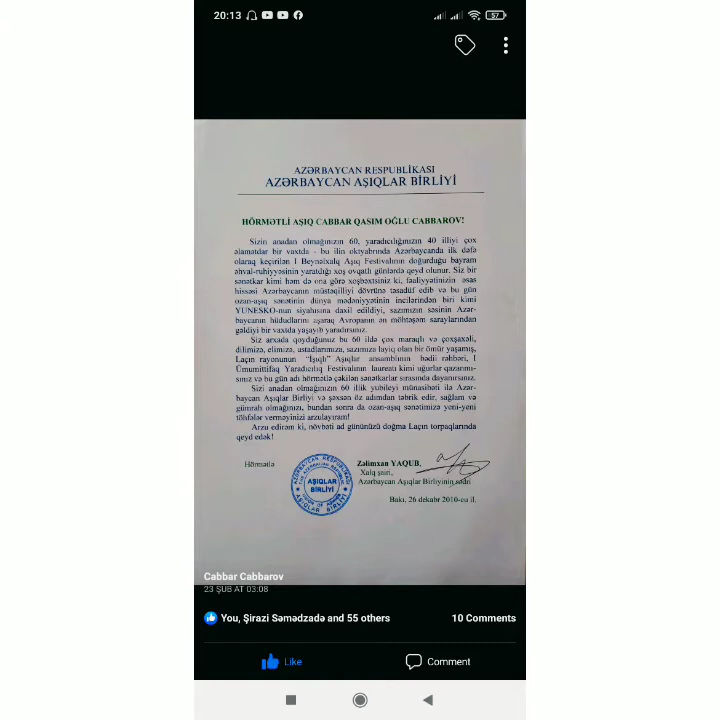 20:13
57
AZƏRBAYCAN RESPUBLİKASI
AZƏRBAYCAN AŞIQLAR BİRLİYİ
HÖRMƏTLİ AŞIQ CABBAR QASIM OĞLU CABBAROV!
Sizin anadan olmağınızın 60, yaradıcılığınızın 40 illiyi çox
əlamətdar bir vaxtda - bu ilin oktyabrında Azərbaycanda ilk dəfə
olaraq keçirilən I Beynəlxalq Aşıq Festivalının doğurduğu bayram
əhval-ruhiyyəsinin yaratdığı xoş ovqatlı günlərdə qeyd olunur. Siz bir
sənətkar kimi həm də ona görə xoşbəxtsiniz ki, fəaliyyətinizin əsas
hissəsi Azərbaycanın müstəqilliyi dövrünə təsadüf edib və bu gün
ozan-aşıq sənətinin dünya mədəniyyətinin incilərindən biri kimi
YUNESKO-nun siyahısına daxil edildiyi, sazımızın səsinin Azər-
baycanın hüdudlarını aşaraq Avropanın ən möhtəşəm saraylarından
gəldiyi bir vaxtda yaşayıb yaradırsınız.
Siz arxada qoyduğunuz bu 60 ildə çox maraqlı və çoxşaxəli,
dilimizə, elimizə, ustadlarımıza, sazımıza layiq olan bir ömür yaşamış,
Laçın rayonunun "İşıqlı" Aşıqlar ansamblının bədii rəhbəri, I
Ümumittifaq Yaradıcılıq Festivalının laureatı kimi uğurlar qazanmı-
sınız və bu gün adı hörmətlə çəkilən sənətkarlar sırasında dayanırsınız.
Sizi anadan olmağınızın 60 illik yubileyi münasibəti ilə Azər-
baycan Aşıqlar Birliyi və şəxsən öz adımdan təbrik edir, sağlam və
gümrah olmağınızı, bundan sonra da ozan-aşıq sənətimizə yeni-yeni
töhfələr verməyinizi arzulayıram!
Arzu edirəm ki, növbəti ad gününüzü doğma Laçın torpaqlarında
qeyd edək!
Hörmətlə
Zəlimxan YAQUB,
Xalq şairi,
Azərbaycan Aşıqlar Birliyinin sədri
AZƏRBAYCAN RESPUBLİKASI
AŞIQLAR
BİRLİYİ
AŞIQLAR BİRLİYİ
Bakı, 26 dekabr 2010-cu il.
Cabbar Cabbarov
23 ŞUB AT 03:08
You, Şirazi Səmədzadə and 55 others
10 Comments
Like
Comment